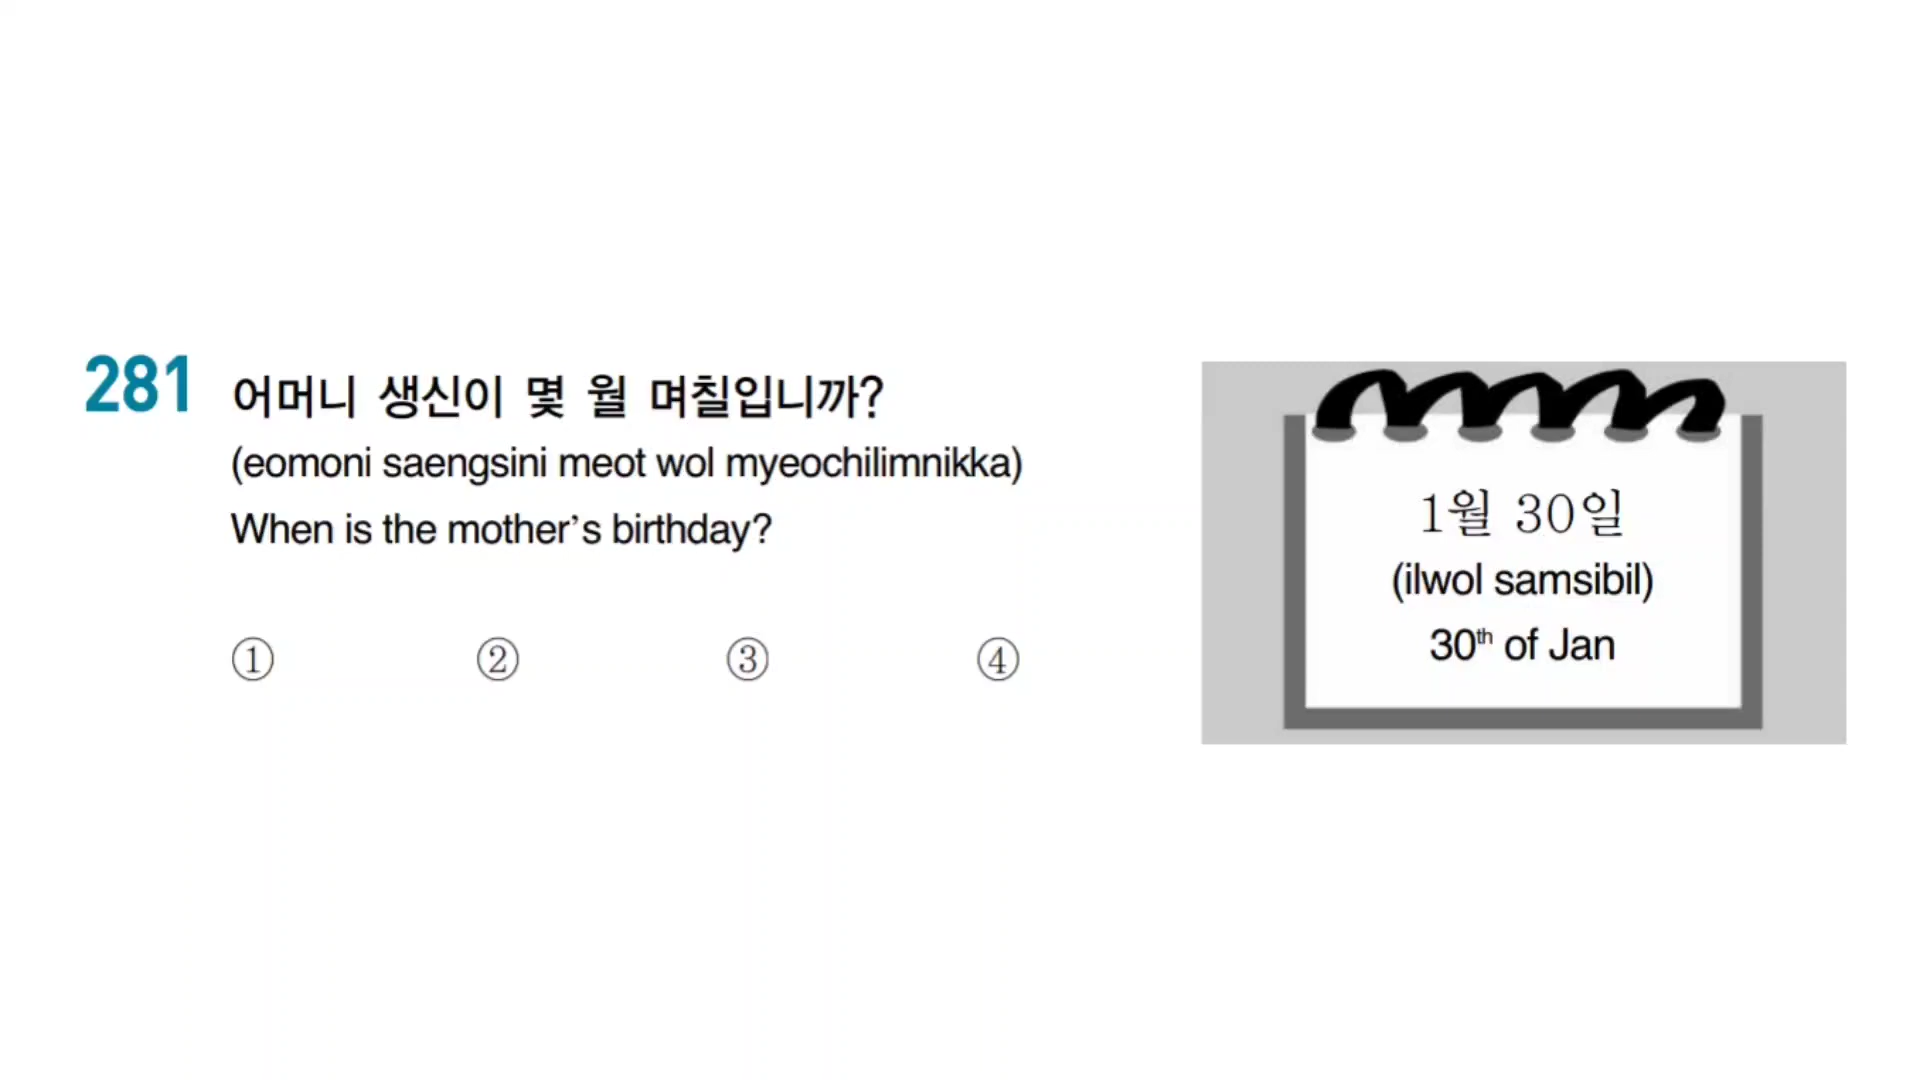 281 어머니 생신이 몇 월 며칠입니까?
(eomoni saengsini meot wol myeochilimnikka)
When is the mother’s birthday?
① ② ③ ④
1월 30일
(ilwol samsibil)
30th of Jan